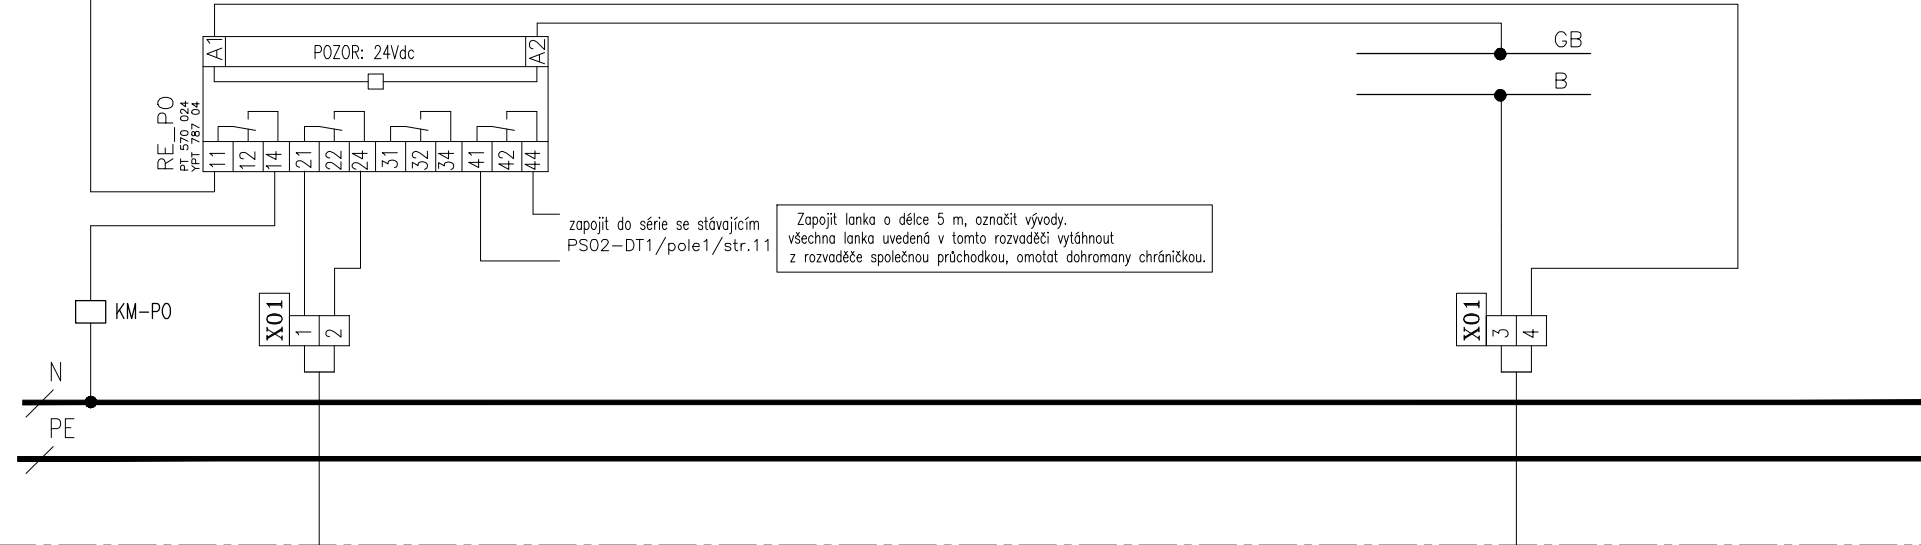 A1
POZOR: 24Vdc
A2
GB
B
RE_PO
PT 570 024
YPT 787 04
11 12 14 21 22 24 31 32 34 41 42 44
zapojit do série se stávajícím
PS02-DT1/pole1/str.11
Zapojit lanka o délce 5 m, označit vývody.
všechna lanka uvedená v tomto rozvaděči vytáhnout
z rozvaděče společnou průchodkou, omotat dohromany chráničkou.
KM-PO
X01
1 2
X01
3 4
N
PE